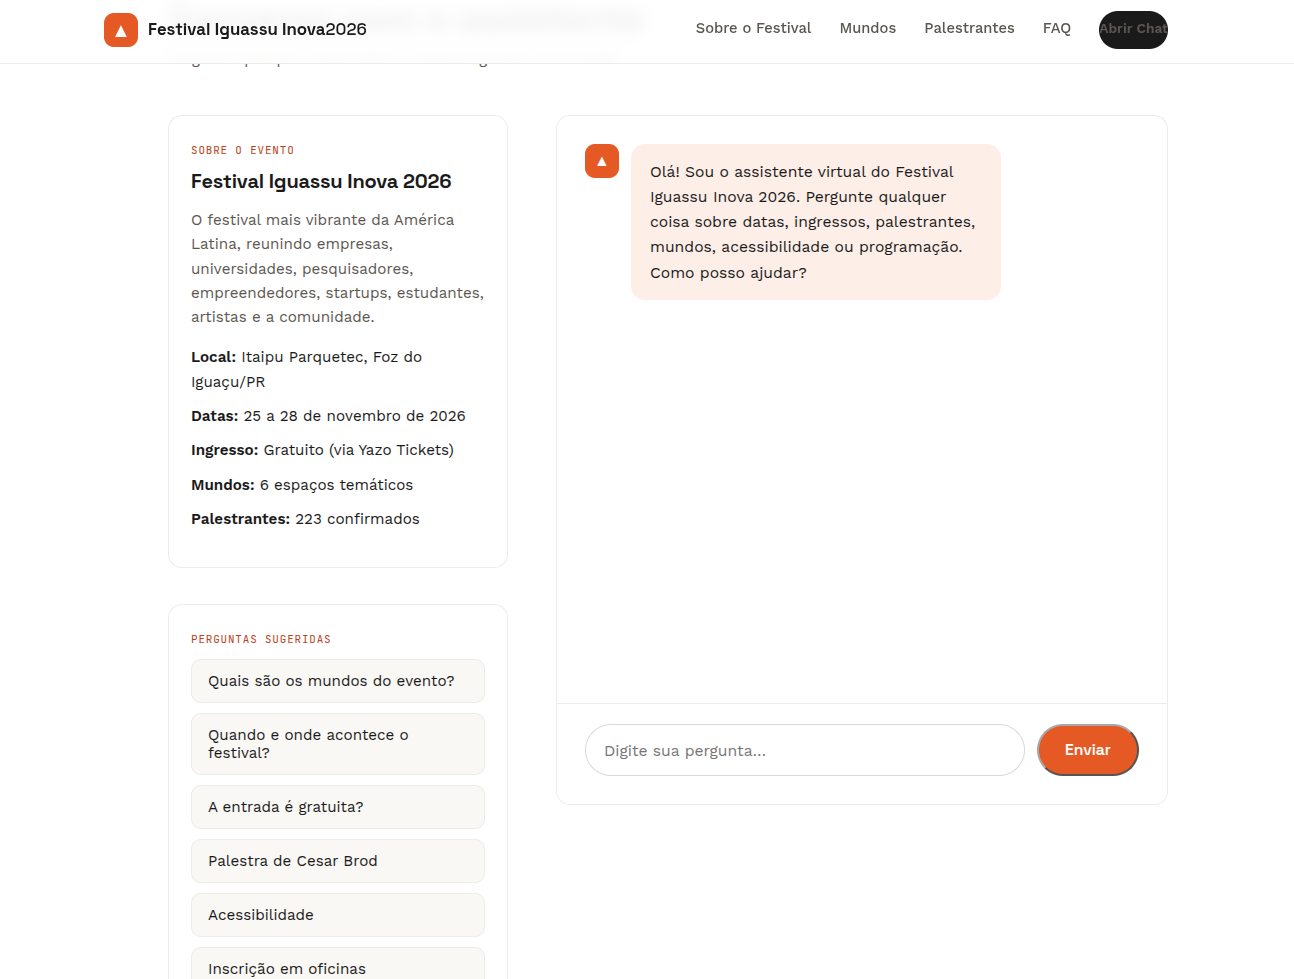 Festival Iguassu Inova2026
Sobre o Festival
Mundos
Palestrantes
FAQ
Abrir Chat
SOBRE O EVENTO
Festival Iguassu Inova 2026
O festival mais vibrante da América
Latina, reunindo empresas,
universidades, pesquisadores,
empreendedores, startups, estudantes,
artistas e a comunidade.
Local: Itaipu Parquetec, Foz do
Iguaçu/PR
Datas: 25 a 28 de novembro de 2026
Ingresso: Gratuito (via Yazo Tickets)
Mundos: 6 espaços temáticos
Palestrantes: 223 confirmados
PERGUNTAS SUGERIDAS
Quais são os mundos do evento?
Quando e onde acontece o
festival?
A entrada é gratuita?
Palestra de Cesar Brod
Acessibilidade
Inscrição em oficinas
Olá! Sou o assistente virtual do Festival
Iguassu Inova 2026. Pergunte qualquer
coisa sobre datas, ingressos, palestrantes,
mundos, acessibilidade ou programação.
Como posso ajudar?
Digite sua pergunta...
Enviar